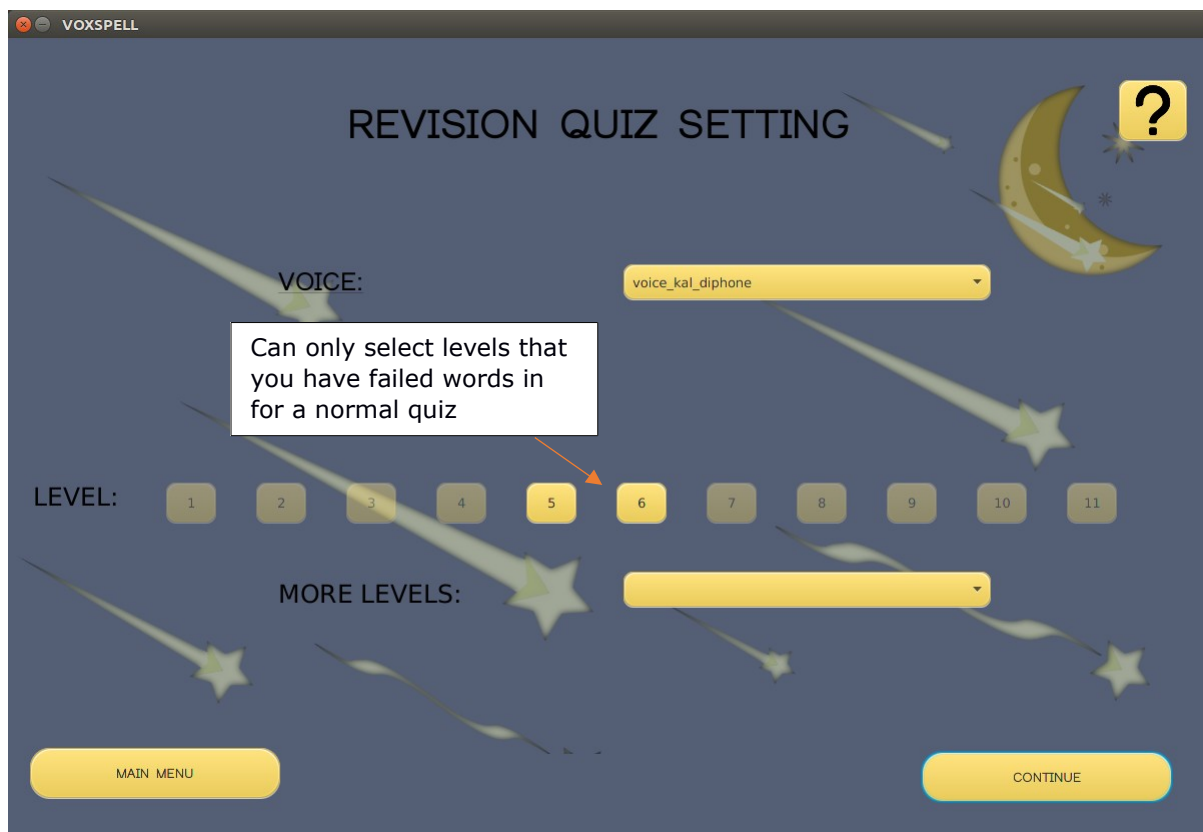 VOXSPELL
?
REVISION QUIZ SETTING
VOICE:
voice_kal_diphone
Can only select levels that
you have failed words in
for a normal quiz
LEVEL: 1 2 3 4 5 6 7 8 9 10 11
MORE LEVELS:
MAIN MENU
CONTINUE